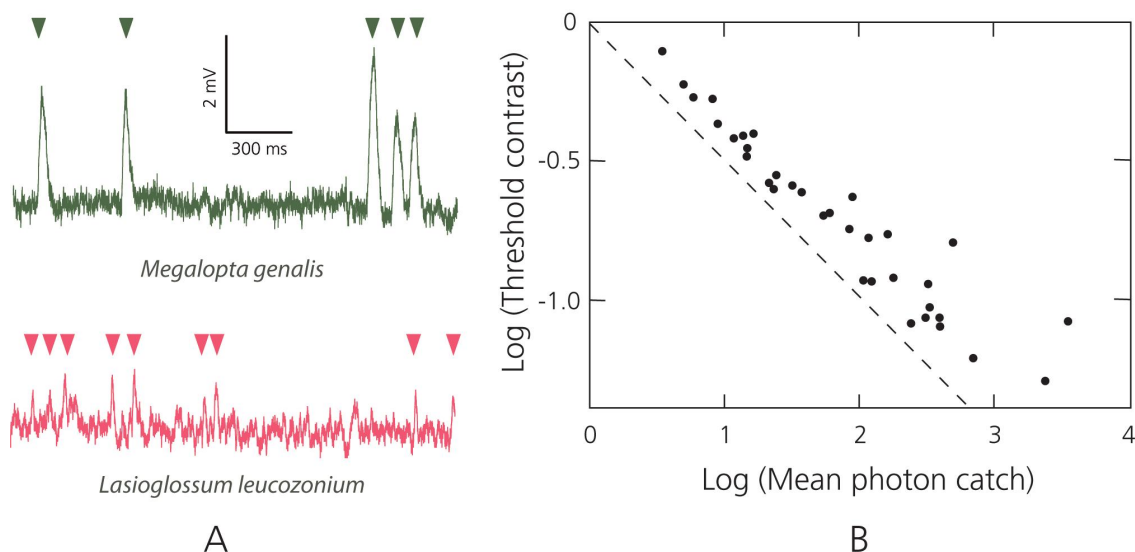 2 mV
300 ms
Megalopta genalis
Lasioglossum leucozonium
A
Log (Threshold contrast)
0
-0.5
-1.0
0
1
2
3
4
Log (Mean photon catch)
B